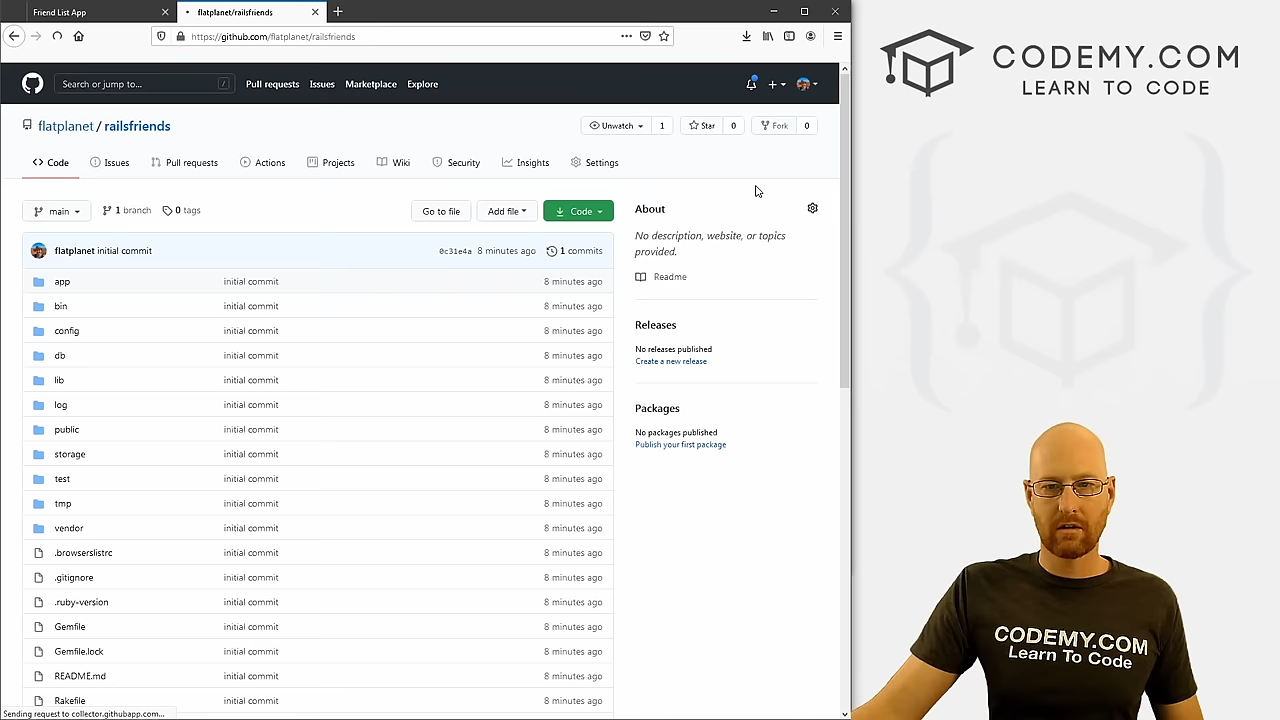 Friend List App
flatplanet/railsfriends
https://github.com/flatplanet/railsfriends
Search or jump to...
/
Pull requests
Issues
Marketplace
Explore
flatplanet / railsfriends
Unwatch
1
Star
0
Fork
0
Code
Issues
Pull requests
Actions
Projects
Wiki
Security
Insights
Settings
main
1 branch
0 tags
Go to file
Add file
Code
flatplanet initial commit
0c31e4a 8 minutes ago
1 commits
app initial commit 8 minutes ago
bin initial commit 8 minutes ago
config initial commit 8 minutes ago
db initial commit 8 minutes ago
lib initial commit 8 minutes ago
log initial commit 8 minutes ago
public initial commit 8 minutes ago
storage initial commit 8 minutes ago
test initial commit 8 minutes ago
tmp initial commit 8 minutes ago
vendor initial commit 8 minutes ago
.browserslistrc initial commit 8 minutes ago
.gitignore initial commit 8 minutes ago
.ruby-version initial commit 8 minutes ago
Gemfile initial commit 8 minutes ago
Gemfile.lock initial commit 8 minutes ago
README.md initial commit 8 minutes ago
Rakefile initial commit 8 minutes ago
About
No description, website, or topics
provided.
Readme
Releases
No releases published
Create a new release
Packages
No packages published
Publish your first package
Sending request to collector.githubapp.com...
CODEMY.COM
LEARN TO CODE
CODEMY.COM
Learn To Code